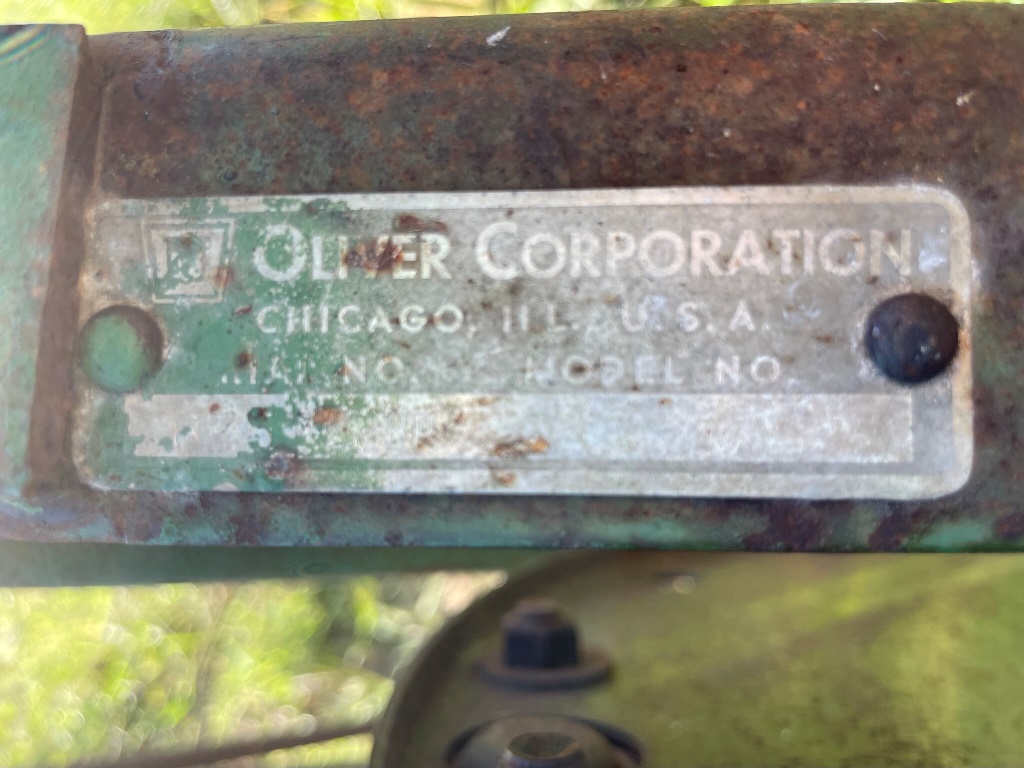 OLIVER CORPORATION
CHICAGO, ILL., U.S.A.
NO. MODEL NO.